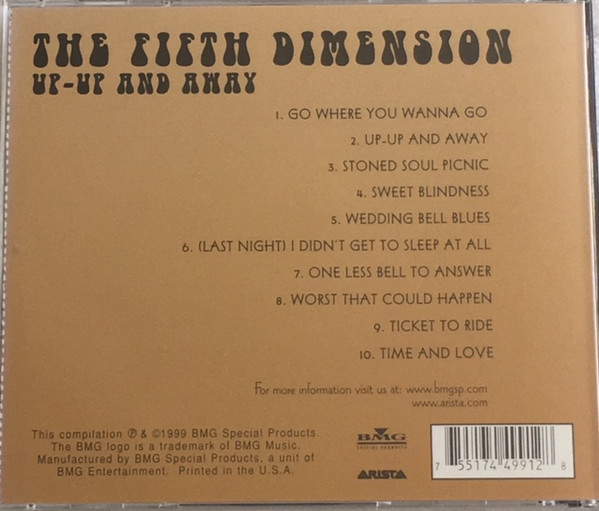 THE FIFTH DIMENSION
UP-UP AND AWAY
1. GO WHERE YOU WANNA GO
2. UP-UP AND AWAY
3. STONED SOUL PICNIC
4. SWEET BLINDNESS
5. WEDDING BELL BLUES
6. (LAST NIGHT) I DIDN'T GET TO SLEEP AT ALL
7. ONE LESS BELL TO ANSWER
8. WORST THAT COULD HAPPEN
9. TICKET TO RIDE
10. TIME AND LOVE
For more information visit us at: www.bmgsp.com
www.arista.com
This compilation ℗ & ©1999 BMG Special Products.
The BMG logo is a trademark of BMG Music.
Manufactured by BMG Special Products, a unit of
BMG Entertainment. Printed in the U.S.A.
BMG
SPECIAL PRODUCTS
ARISTA
7 55174 49912 8